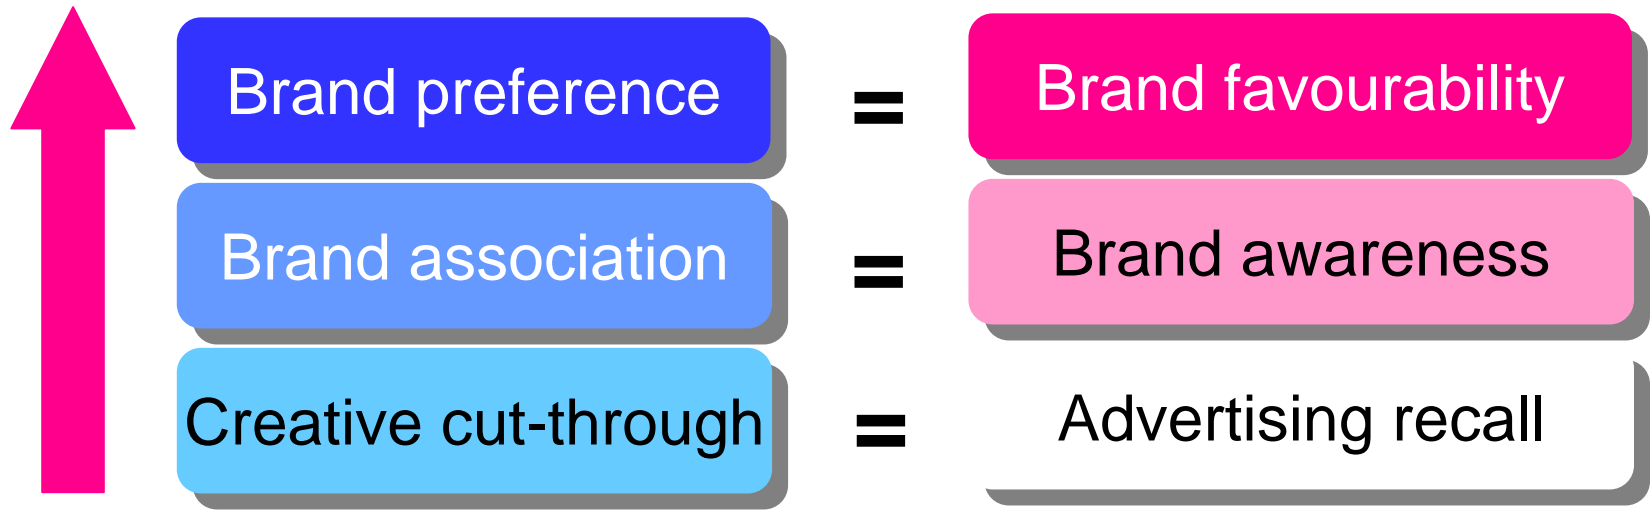 Brand preference = Brand favourability
Brand association = Brand awareness
Creative cut-through = Advertising recall